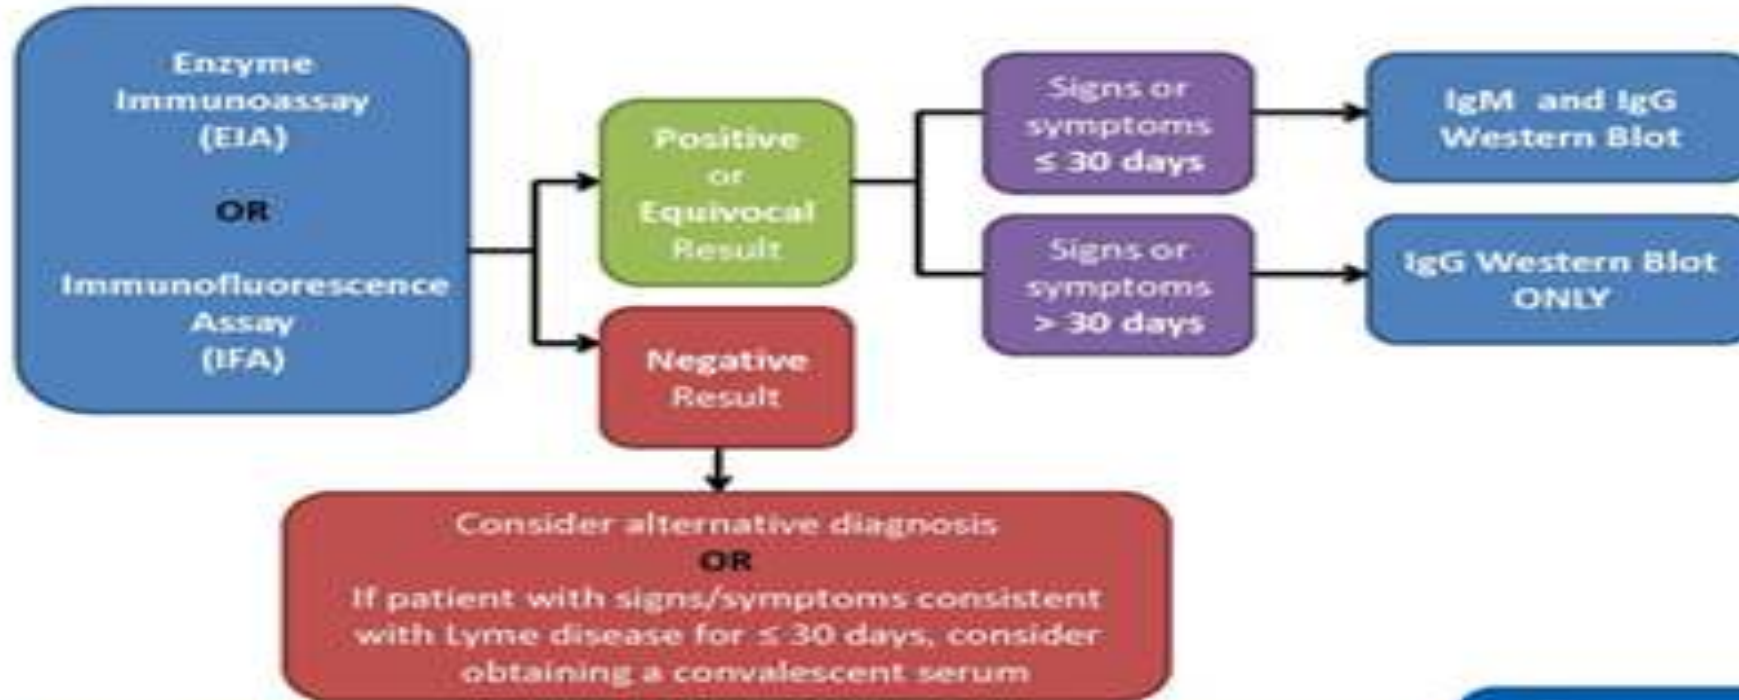 Enzyme
Immunoassay
(EIA)
OR
Immunofluorescence
Assay
(IFA)
Positive
or
Equivocal
Result
Negative
Result
Signs or
symptoms
≤ 30 days
Signs or
symptoms
> 30 days
IgM and IgG
Western Blot
IgG Western Blot
ONLY
Consider alternative diagnosis
OR
If patient with signs/symptoms consistent
with Lyme disease for ≤ 30 days, consider
obtaining a convalescent serum